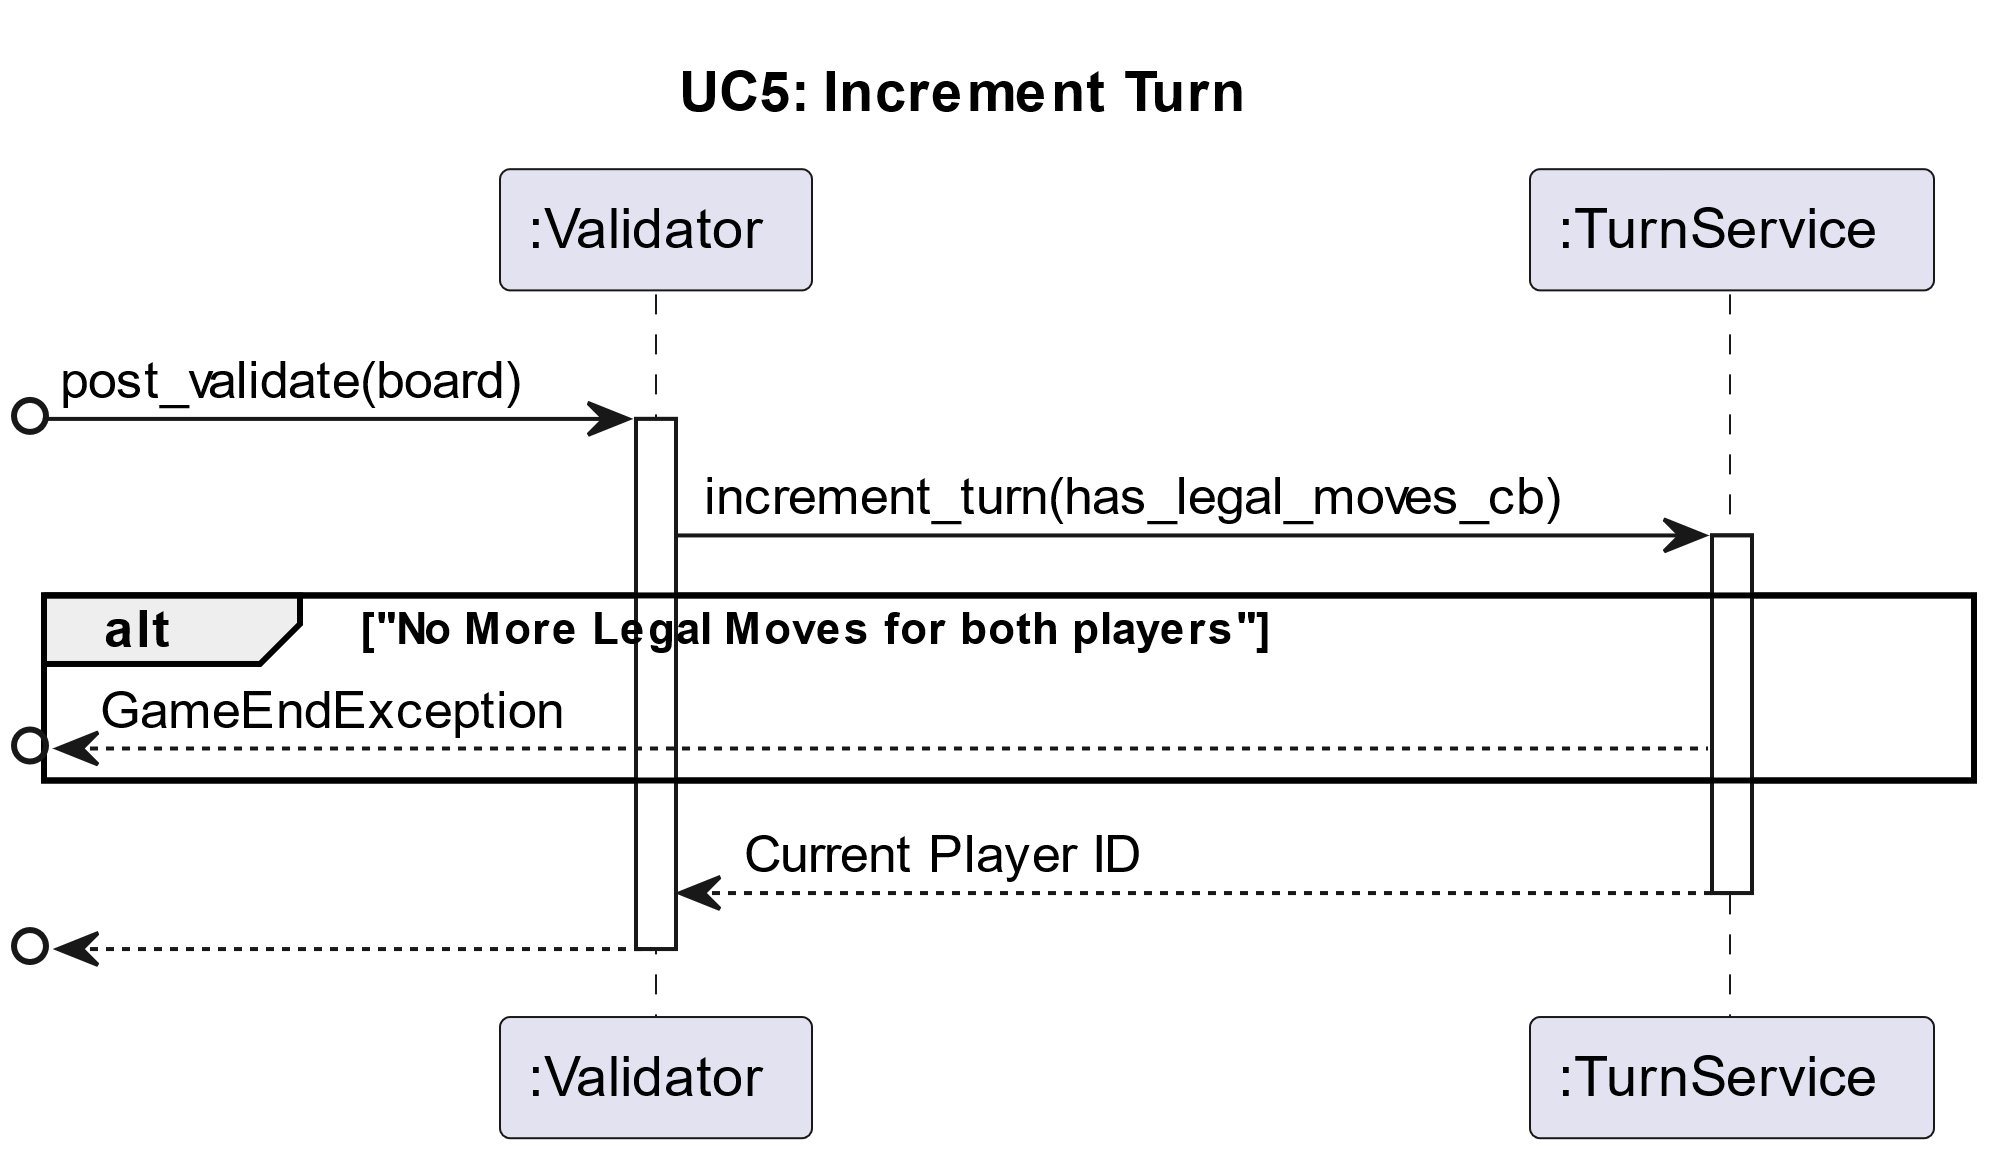 UC5: Increment Turn
:Validator
:TurnService
post_validate(board)
increment_turn(has_legal_moves_cb)
alt
["No More Legal Moves for both players"]
GameEndException
Current Player ID
:Validator
:TurnService